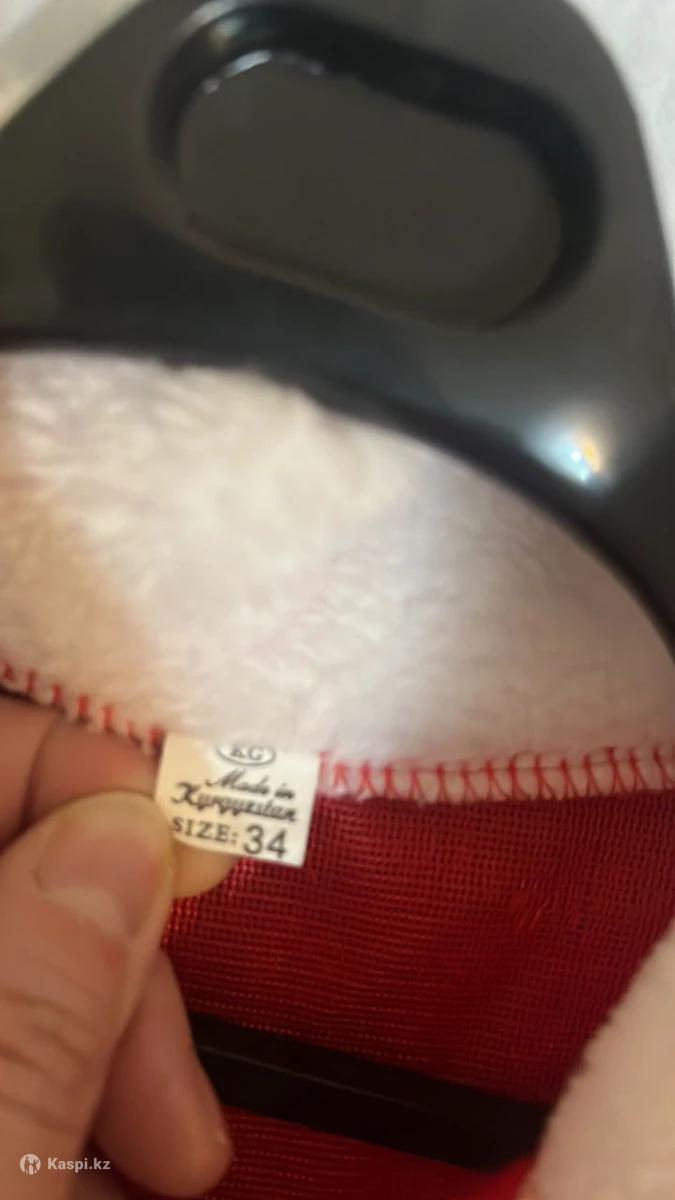 KG
Made in
Kyrgyzstan
SIZE: 34
Kaspi.kz